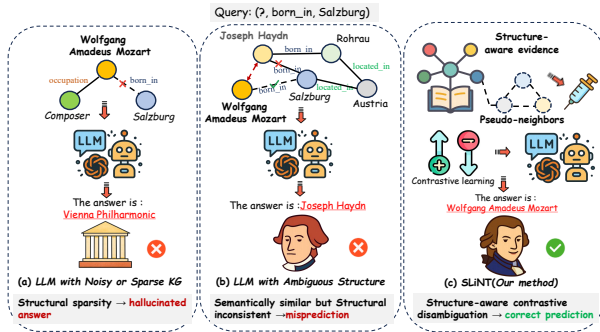 Query: (?, born_in, Salzburg)
Wolfgang
Amadeus Mozart
occupation
born_in
Composer
Salzburg
LLM
The answer is :
Vienna Philharmonic
(a) LLM with Noisy or Sparse KG
Structural sparsity → hallucinated
answer
Joseph Haydn
born_in
Rohrau
born_in
located_in
born_in
Salzburg
located_in
Wolfgang
Amadeus Mozart
Austria
LLM
The answer is :Joseph Haydn
(b) LLM with Ambiguous Structure
Semantically similar but Structural
inconsistent →misprediction
Structure-
aware evidence
Pseudo-neighbors
Contrastive learning
LLM
The answer is :
Wolfgang Amadeus Mozart
(c) SLiNT(Our method)
Structure-aware contrastive
disambiguation → correct prediction